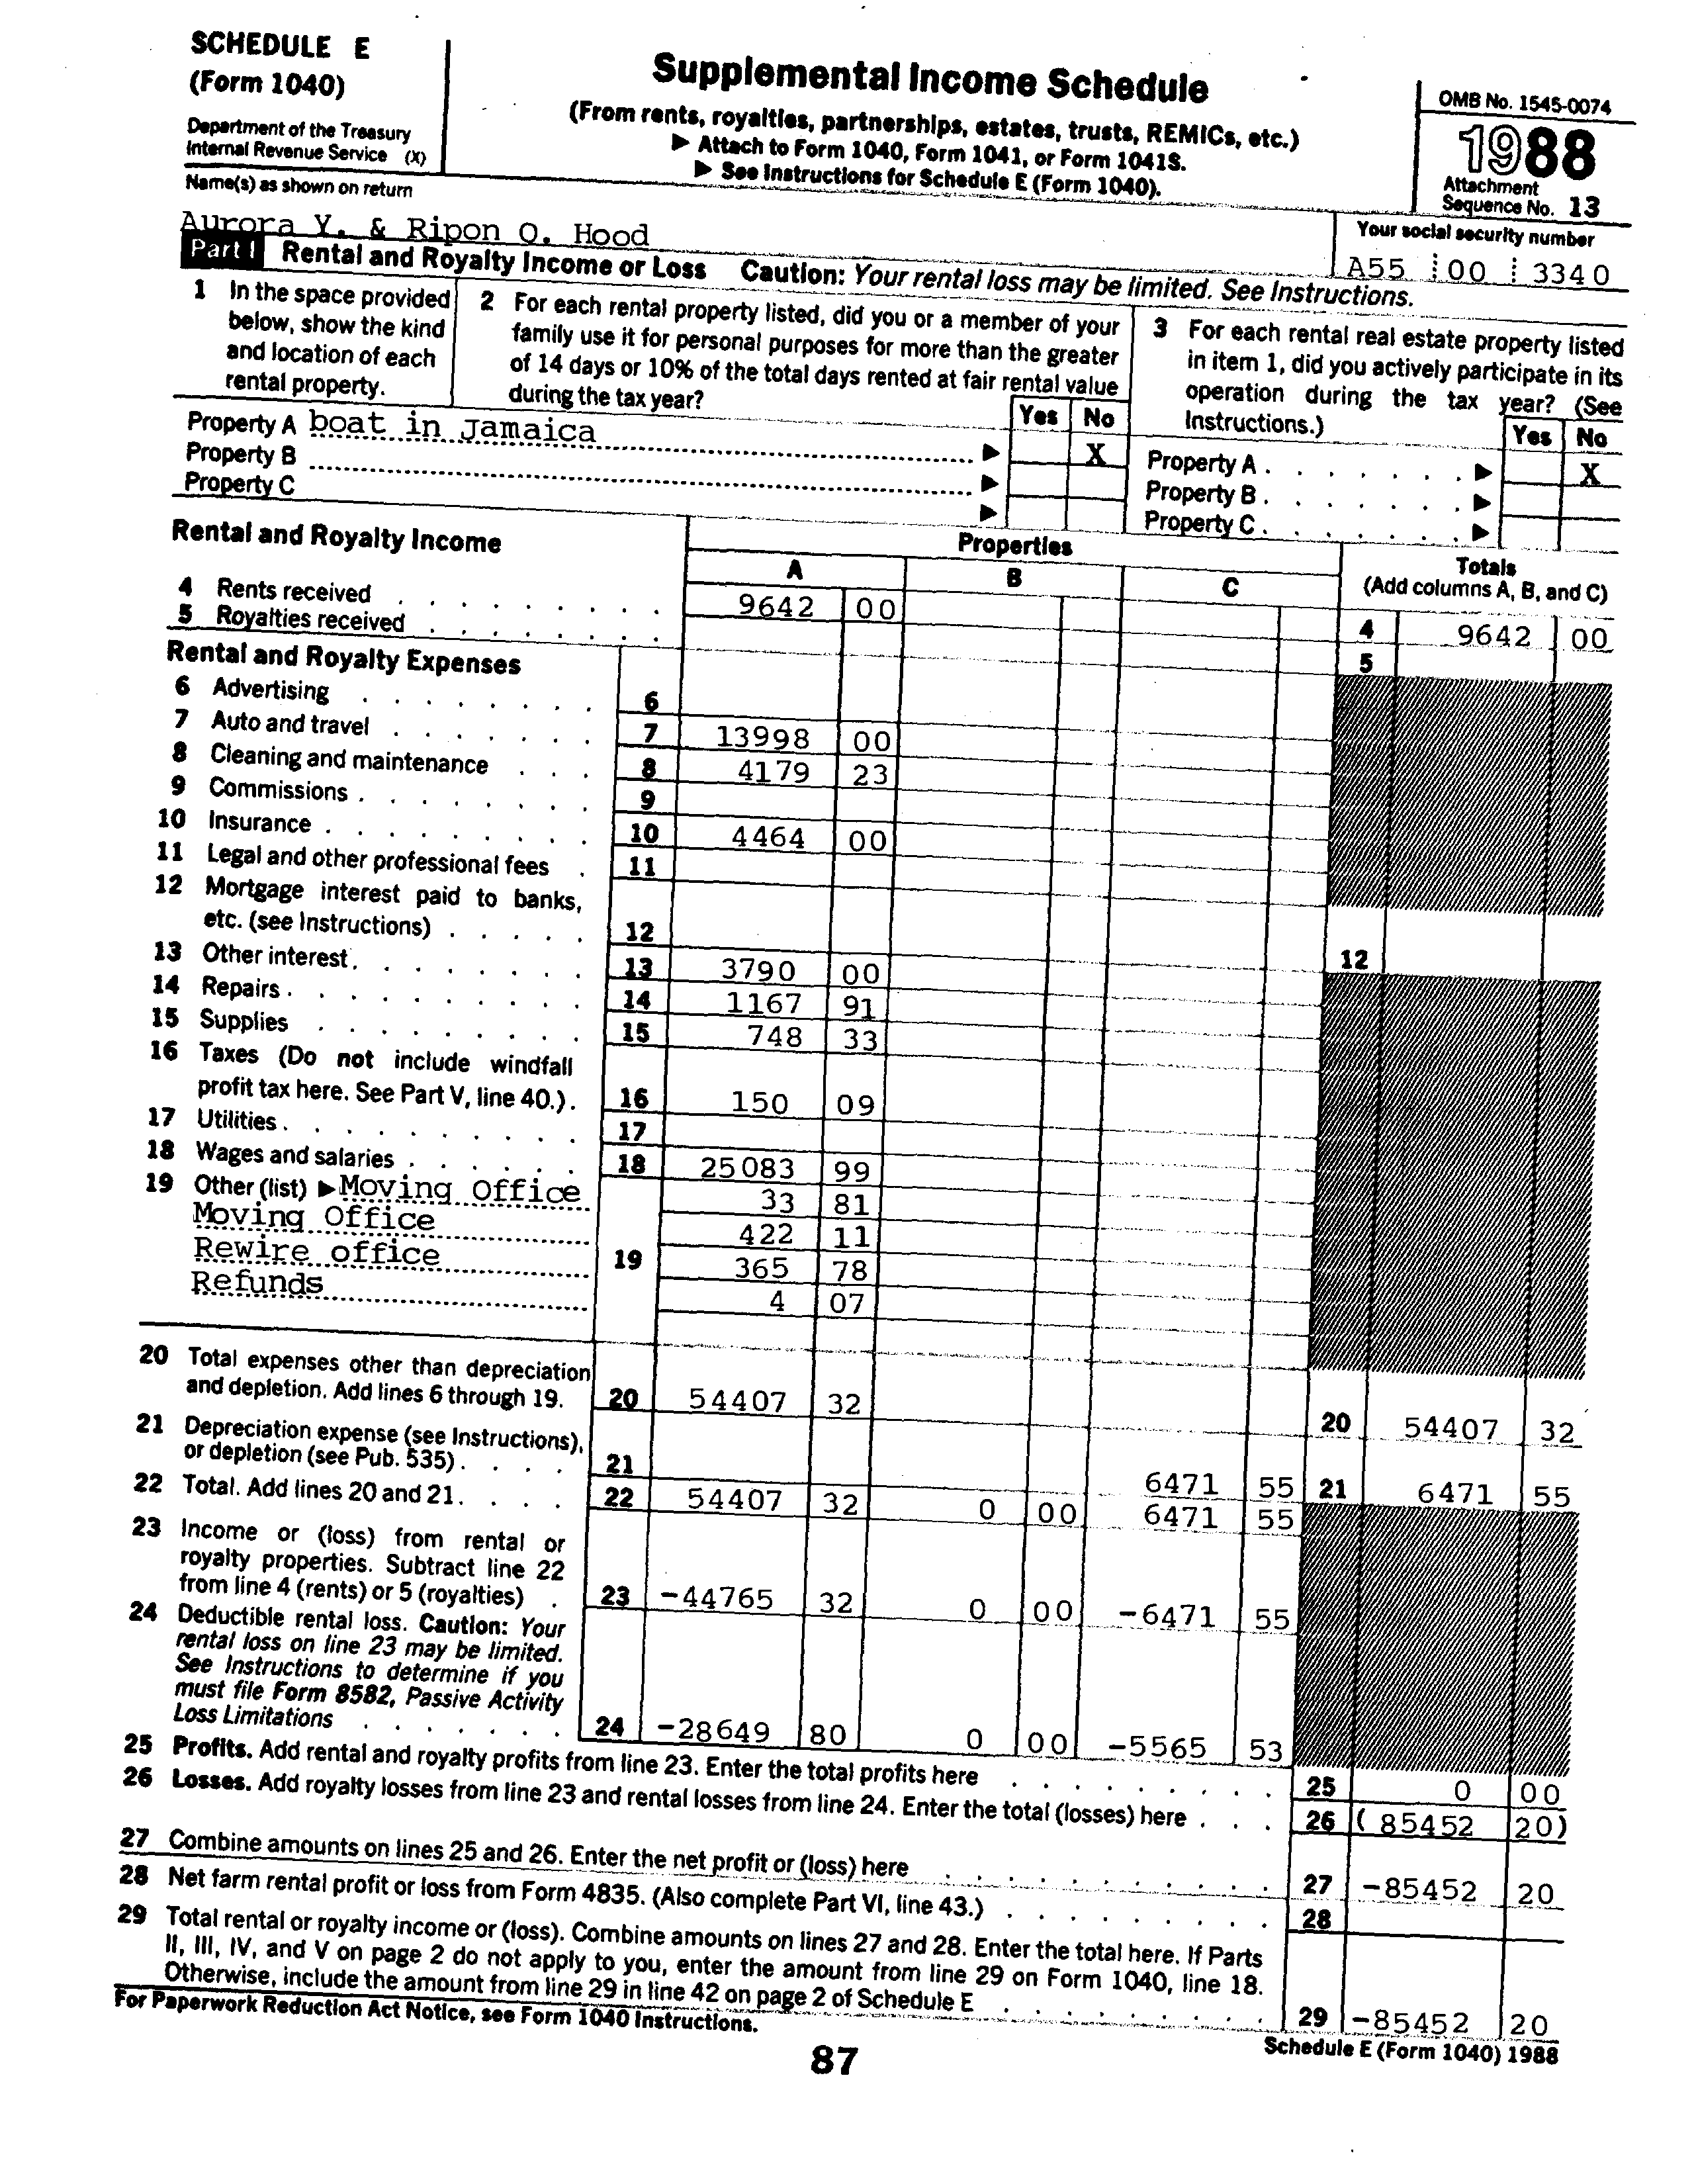 SCHEDULE E
(Form 1040)
Department of the Treasury
Internal Revenue Service (X)
Supplemental Income Schedule
(From rents, royalties, partnerships, estates, trusts, REMICs, etc.)
▶ Attach to Form 1040, Form 1041, or Form 1041S.
▶ See Instructions for Schedule E (Form 1040).
OMB No. 1545-0074
1988
Attachment
Sequence No. 13
Name(s) as shown on return
Aurora Y. & Ripon O. Hood
Your social security number
A55 00 3340
Part I Rental and Royalty Income or Loss Caution: Your rental loss may be limited. See Instructions.
1 In the space provided
below, show the kind
and location of each
rental property.
2 For each rental property listed, did you or a member of your
family use it for personal purposes for more than the greater
of 14 days or 10% of the total days rented at fair rental value
during the tax year?
Yes No
3 For each rental real estate property listed
in item 1, did you actively participate in its
operation during the tax year? (See
Instructions.)
Yes No
Property A boat in Jamaica ▶ X
Property B ▶
Property C ▶
Property A . . . . . . ▶ X
Property B . . . . . . ▶
Property C . . . . . . ▶
Rental and Royalty Income
Properties
A B C
Totals
(Add columns A, B, and C)
4 Rents received 9642 00 4 9642 00
5 Royalties received 5
Rental and Royalty Expenses
6 Advertising 6
7 Auto and travel 7 13998 00
8 Cleaning and maintenance 8 4179 23
9 Commissions 9
10 Insurance 10 4464 00
11 Legal and other professional fees 11
12 Mortgage interest paid to banks,
etc. (see Instructions) 12 12
13 Other interest 13 3790 00
14 Repairs 14 1167 91
15 Supplies 15 748 33
16 Taxes (Do not include windfall
profit tax here. See Part V, line 40.) 16 150 09
17 Utilities 17
18 Wages and salaries 18 25083 99
19 Other (list) ▶ Moving Office 33 81
Moving Office 422 11
Rewire office 19 365 78
Refunds 4 07
20 Total expenses other than depreciation
and depletion. Add lines 6 through 19. 20 54407 32 20 54407 32
21 Depreciation expense (see Instructions),
or depletion (see Pub. 535) 21 6471 55 21 6471 55
22 Total. Add lines 20 and 21 22 54407 32 0 00 6471 55
23 Income or (loss) from rental or
royalty properties. Subtract line 22
from line 4 (rents) or 5 (royalties) 23 -44765 32 0 00 -6471 55
24 Deductible rental loss. Caution: Your
rental loss on line 23 may be limited.
See Instructions to determine if you
must file Form 8582, Passive Activity
Loss Limitations 24 -28649 80 0 00 -5565 53
25 Profits. Add rental and royalty profits from line 23. Enter the total profits here 25 0 00
26 Losses. Add royalty losses from line 23 and rental losses from line 24. Enter the total (losses) here 26 ( 85452 20)
27 Combine amounts on lines 25 and 26. Enter the net profit or (loss) here 27 -85452 20
28 Net farm rental profit or loss from Form 4835. (Also complete Part VI, line 43.) 28
29 Total rental or royalty income or (loss). Combine amounts on lines 27 and 28. Enter the total here. If Parts
II, III, IV, and V on page 2 do not apply to you, enter the amount from line 29 on Form 1040, line 18.
Otherwise, include the amount from line 29 in line 42 on page 2 of Schedule E 29 -85452 20
For Paperwork Reduction Act Notice, see Form 1040 Instructions.
Schedule E (Form 1040) 1988
87